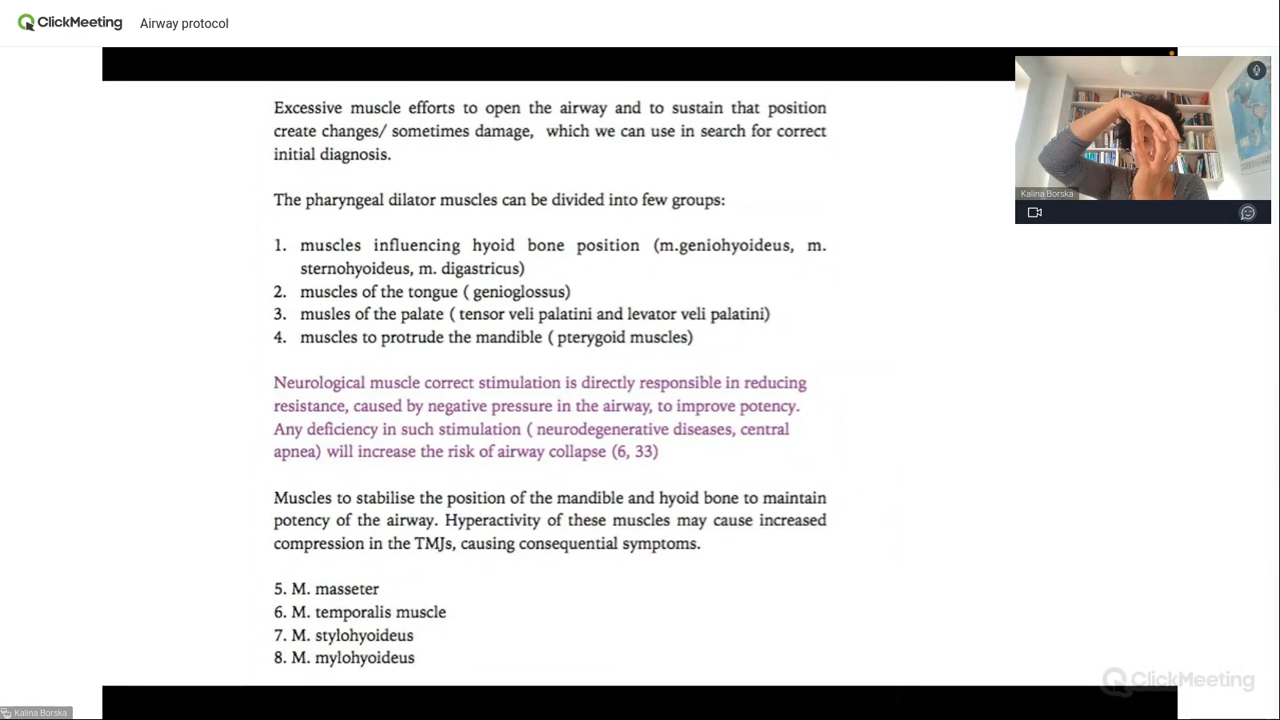 ClickMeeting Airway protocol
Excessive muscle efforts to open the airway and to sustain that position
create changes/ sometimes damage, which we can use in search for correct
initial diagnosis.
The pharyngeal dilator muscles can be divided into few groups:
1. muscles influencing hyoid bone position (m.geniohyoideus, m.
sternohyoideus, m. digastricus)
2. muscles of the tongue ( genioglossus)
3. musles of the palate ( tensor veli palatini and levator veli palatini)
4. muscles to protrude the mandible ( pterygoid muscles)
Neurological muscle correct stimulation is directly responsible in reducing
resistance, caused by negative pressure in the airway, to improve potency.
Any deficiency in such stimulation ( neurodegenerative diseases, central
apnea) will increase the risk of airway collapse (6, 33)
Muscles to stabilise the position of the mandible and hyoid bone to maintain
potency of the airway. Hyperactivity of these muscles may cause increased
compression in the TMJs, causing consequential symptoms.
5. M. masseter
6. M. temporalis muscle
7. M. stylohyoideus
8. M. mylohyoideus
Kalina Borska
ClickMeeting
Kalina Borska